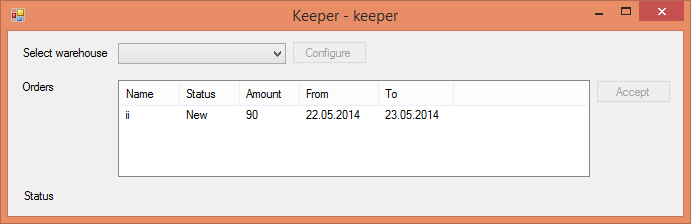 Keeper - keeper
Select warehouse Configure
Orders
Name Status Amount From To
ii New 90 22.05.2014 23.05.2014
Accept
Status